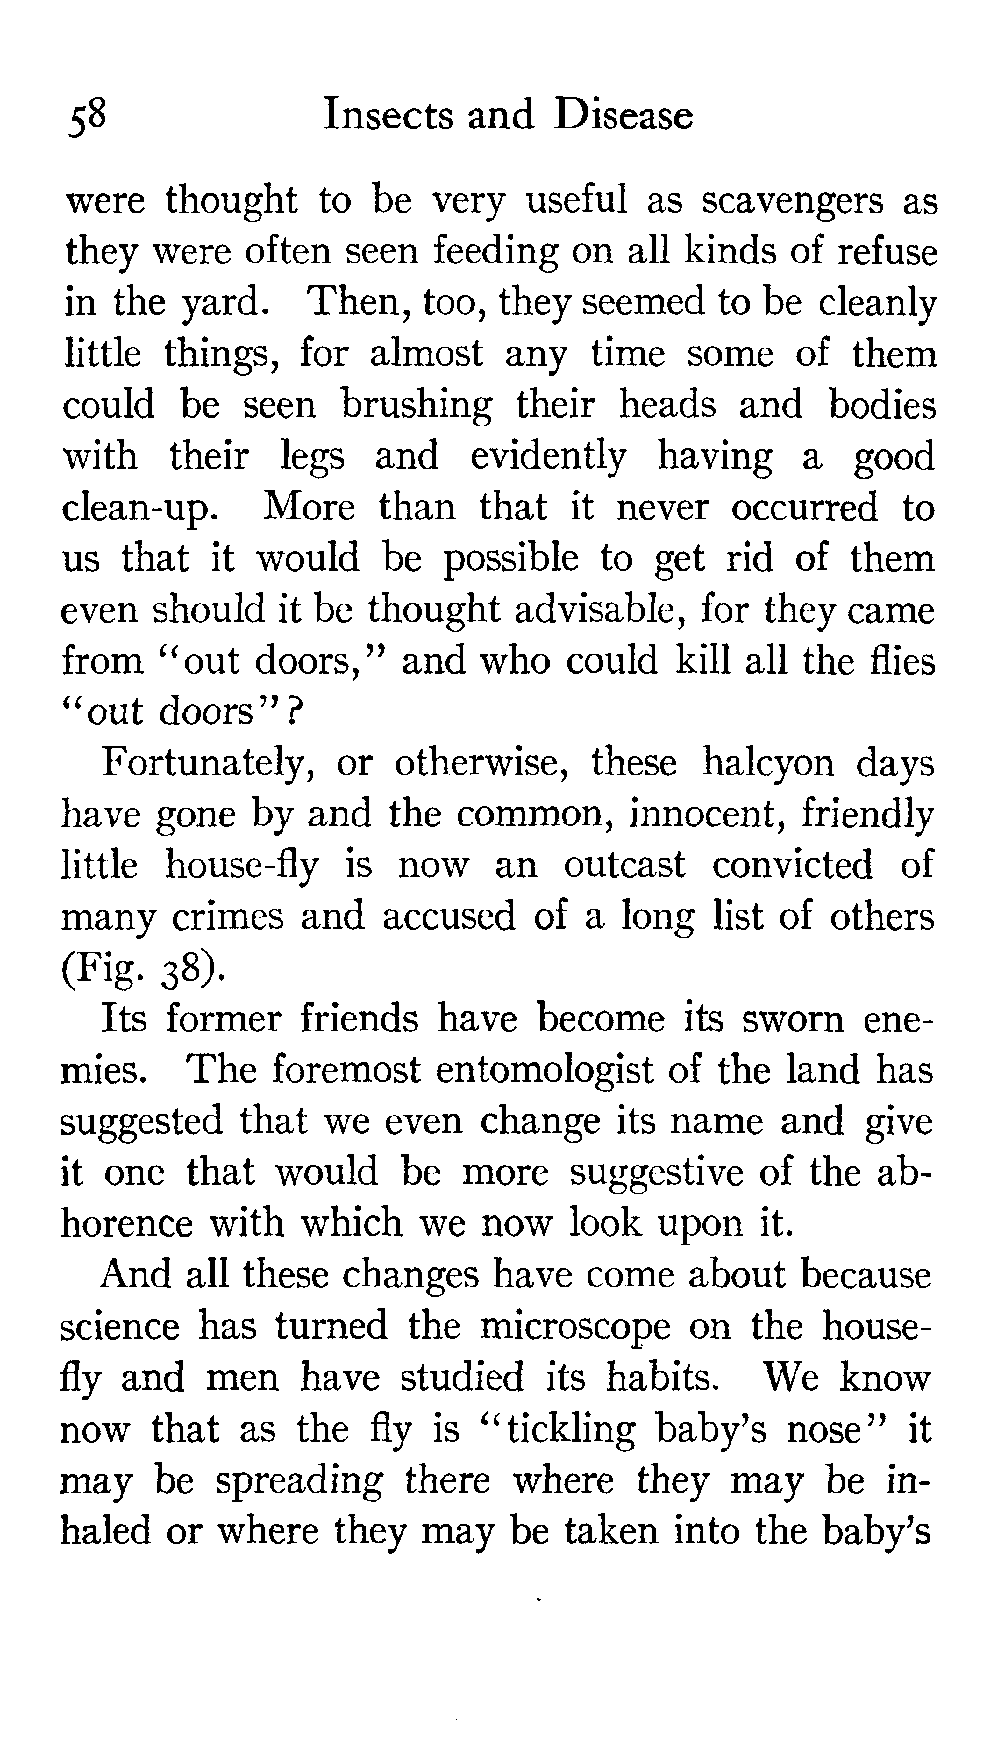 58 Insects and Disease
were thought to be very useful as scavengers as
they were often seen feeding on all kinds of refuse
in the yard. Then, too, they seemed to be cleanly
little things, for almost any time some of them
could be seen brushing their heads and bodies
with their legs and evidently having a good
clean-up. More than that it never occurred to
us that it would be possible to get rid of them
even should it be thought advisable, for they came
from "out doors," and who could kill all the flies
"out doors"?
Fortunately, or otherwise, these halcyon days
have gone by and the common, innocent, friendly
little house-fly is now an outcast convicted of
many crimes and accused of a long list of others
(Fig. 38).
Its former friends have become its sworn ene-
mies. The foremost entomologist of the land has
suggested that we even change its name and give
it one that would be more suggestive of the ab-
horence with which we now look upon it.
And all these changes have come about because
science has turned the microscope on the house-
fly and men have studied its habits. We know
now that as the fly is "tickling baby's nose" it
may be spreading there where they may be in-
haled or where they may be taken into the baby's